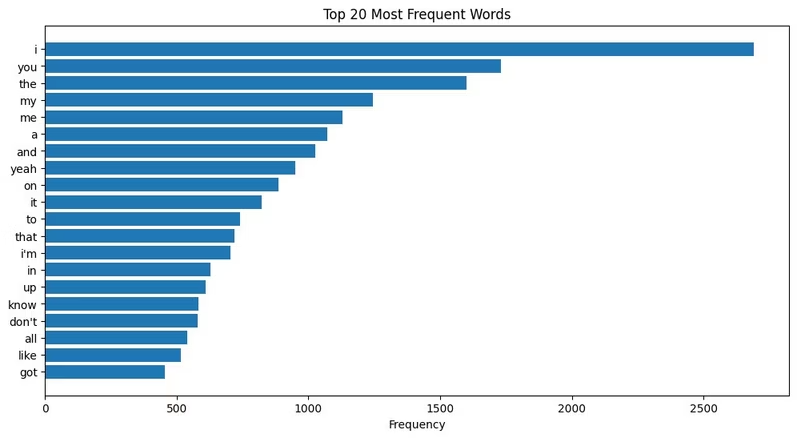 Top 20 Most Frequent Words
i
you
the
my
me
a
and
yeah
on
it
to
that
i'm
in
up
know
don't
all
like
got
0 500 1000 1500 2000 2500
Frequency